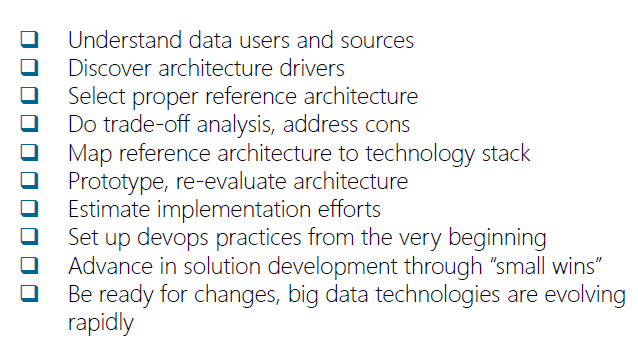 Understand data users and sources
Discover architecture drivers
Select proper reference architecture
Do trade-off analysis, address cons
Map reference architecture to technology stack
Prototype, re-evaluate architecture
Estimate implementation efforts
Set up devops practices from the very beginning
Advance in solution development through “small wins”
Be ready for changes, big data technologies are evolving
rapidly